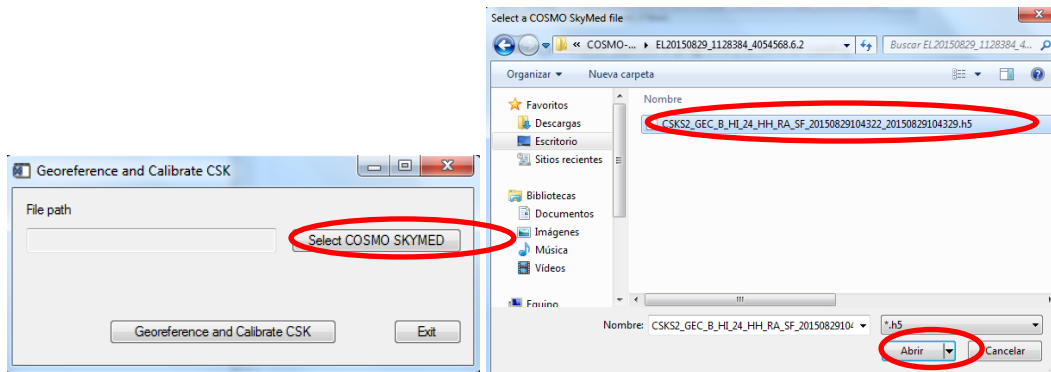 Georeference and Calibrate CSK
File path
Select COSMO SKYMED
Georeference and Calibrate CSK
Exit
Select a COSMO SkyMed file
« COSMO-... EL20150829_1128384_4054568.6.2
Buscar EL20150829_1128384_4...
Organizar Nueva carpeta
Favoritos
Descargas
Escritorio
Sitios recientes
Bibliotecas
Documentos
Imágenes
Música
Vídeos
Equipo
Nombre
CSKS2_GEC_B_HI_24_HH_RA_SF_20150829104322_20150829104329.h5
Nombre: CSKS2_GEC_B_HI_24_HH_RA_SF_2015082910
*.h5
Abrir
Cancelar